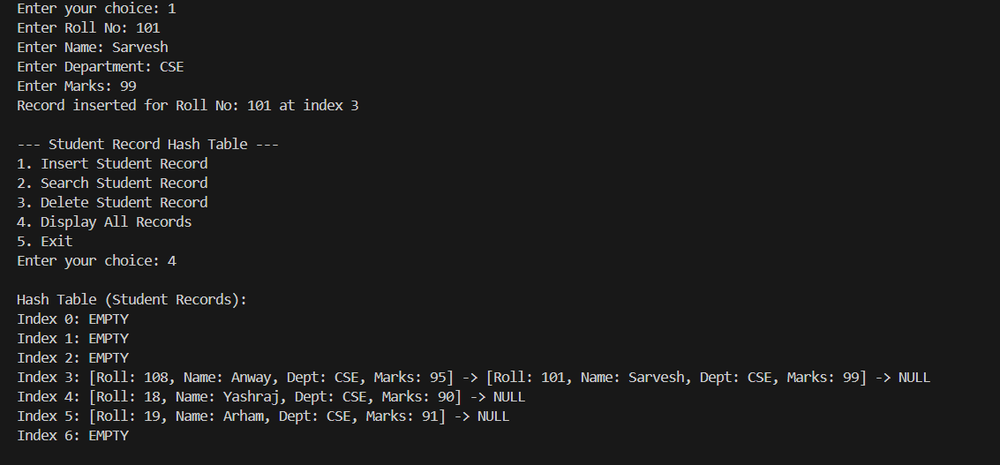 Enter your choice: 1
Enter Roll No: 101
Enter Name: Sarvesh
Enter Department: CSE
Enter Marks: 99
Record inserted for Roll No: 101 at index 3
--- Student Record Hash Table ---
1. Insert Student Record
2. Search Student Record
3. Delete Student Record
4. Display All Records
5. Exit
Enter your choice: 4
Hash Table (Student Records):
Index 0: EMPTY
Index 1: EMPTY
Index 2: EMPTY
Index 3: [Roll: 108, Name: Anway, Dept: CSE, Marks: 95] -> [Roll: 101, Name: Sarvesh, Dept: CSE, Marks: 99] -> NULL
Index 4: [Roll: 18, Name: Yashraj, Dept: CSE, Marks: 90] -> NULL
Index 5: [Roll: 19, Name: Arham, Dept: CSE, Marks: 91] -> NULL
Index 6: EMPTY